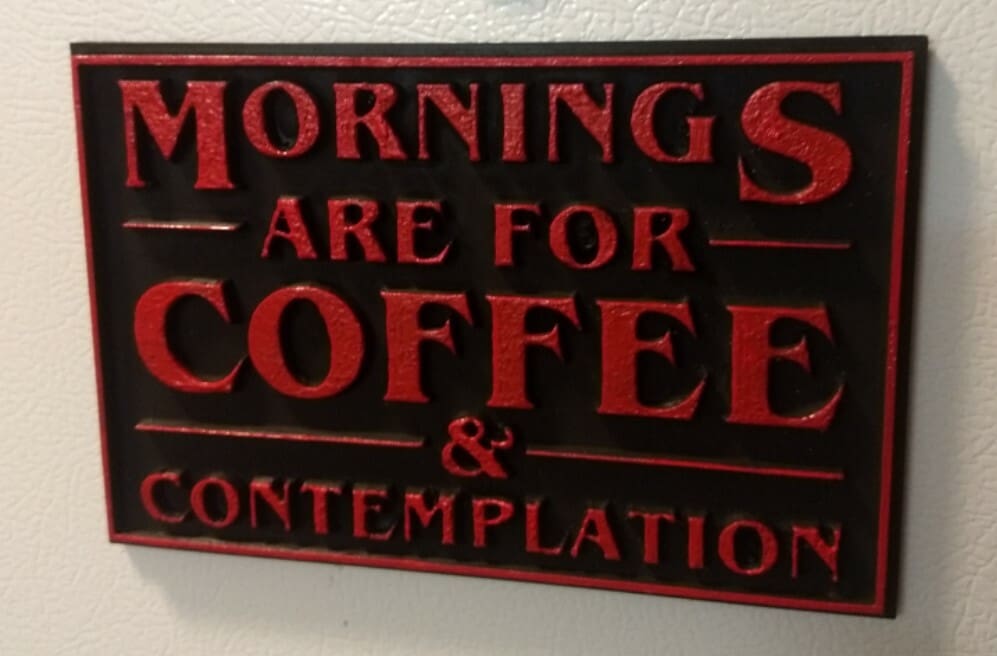 MORNINGS
ARE FOR
COFFEE
&
CONTEMPLATION